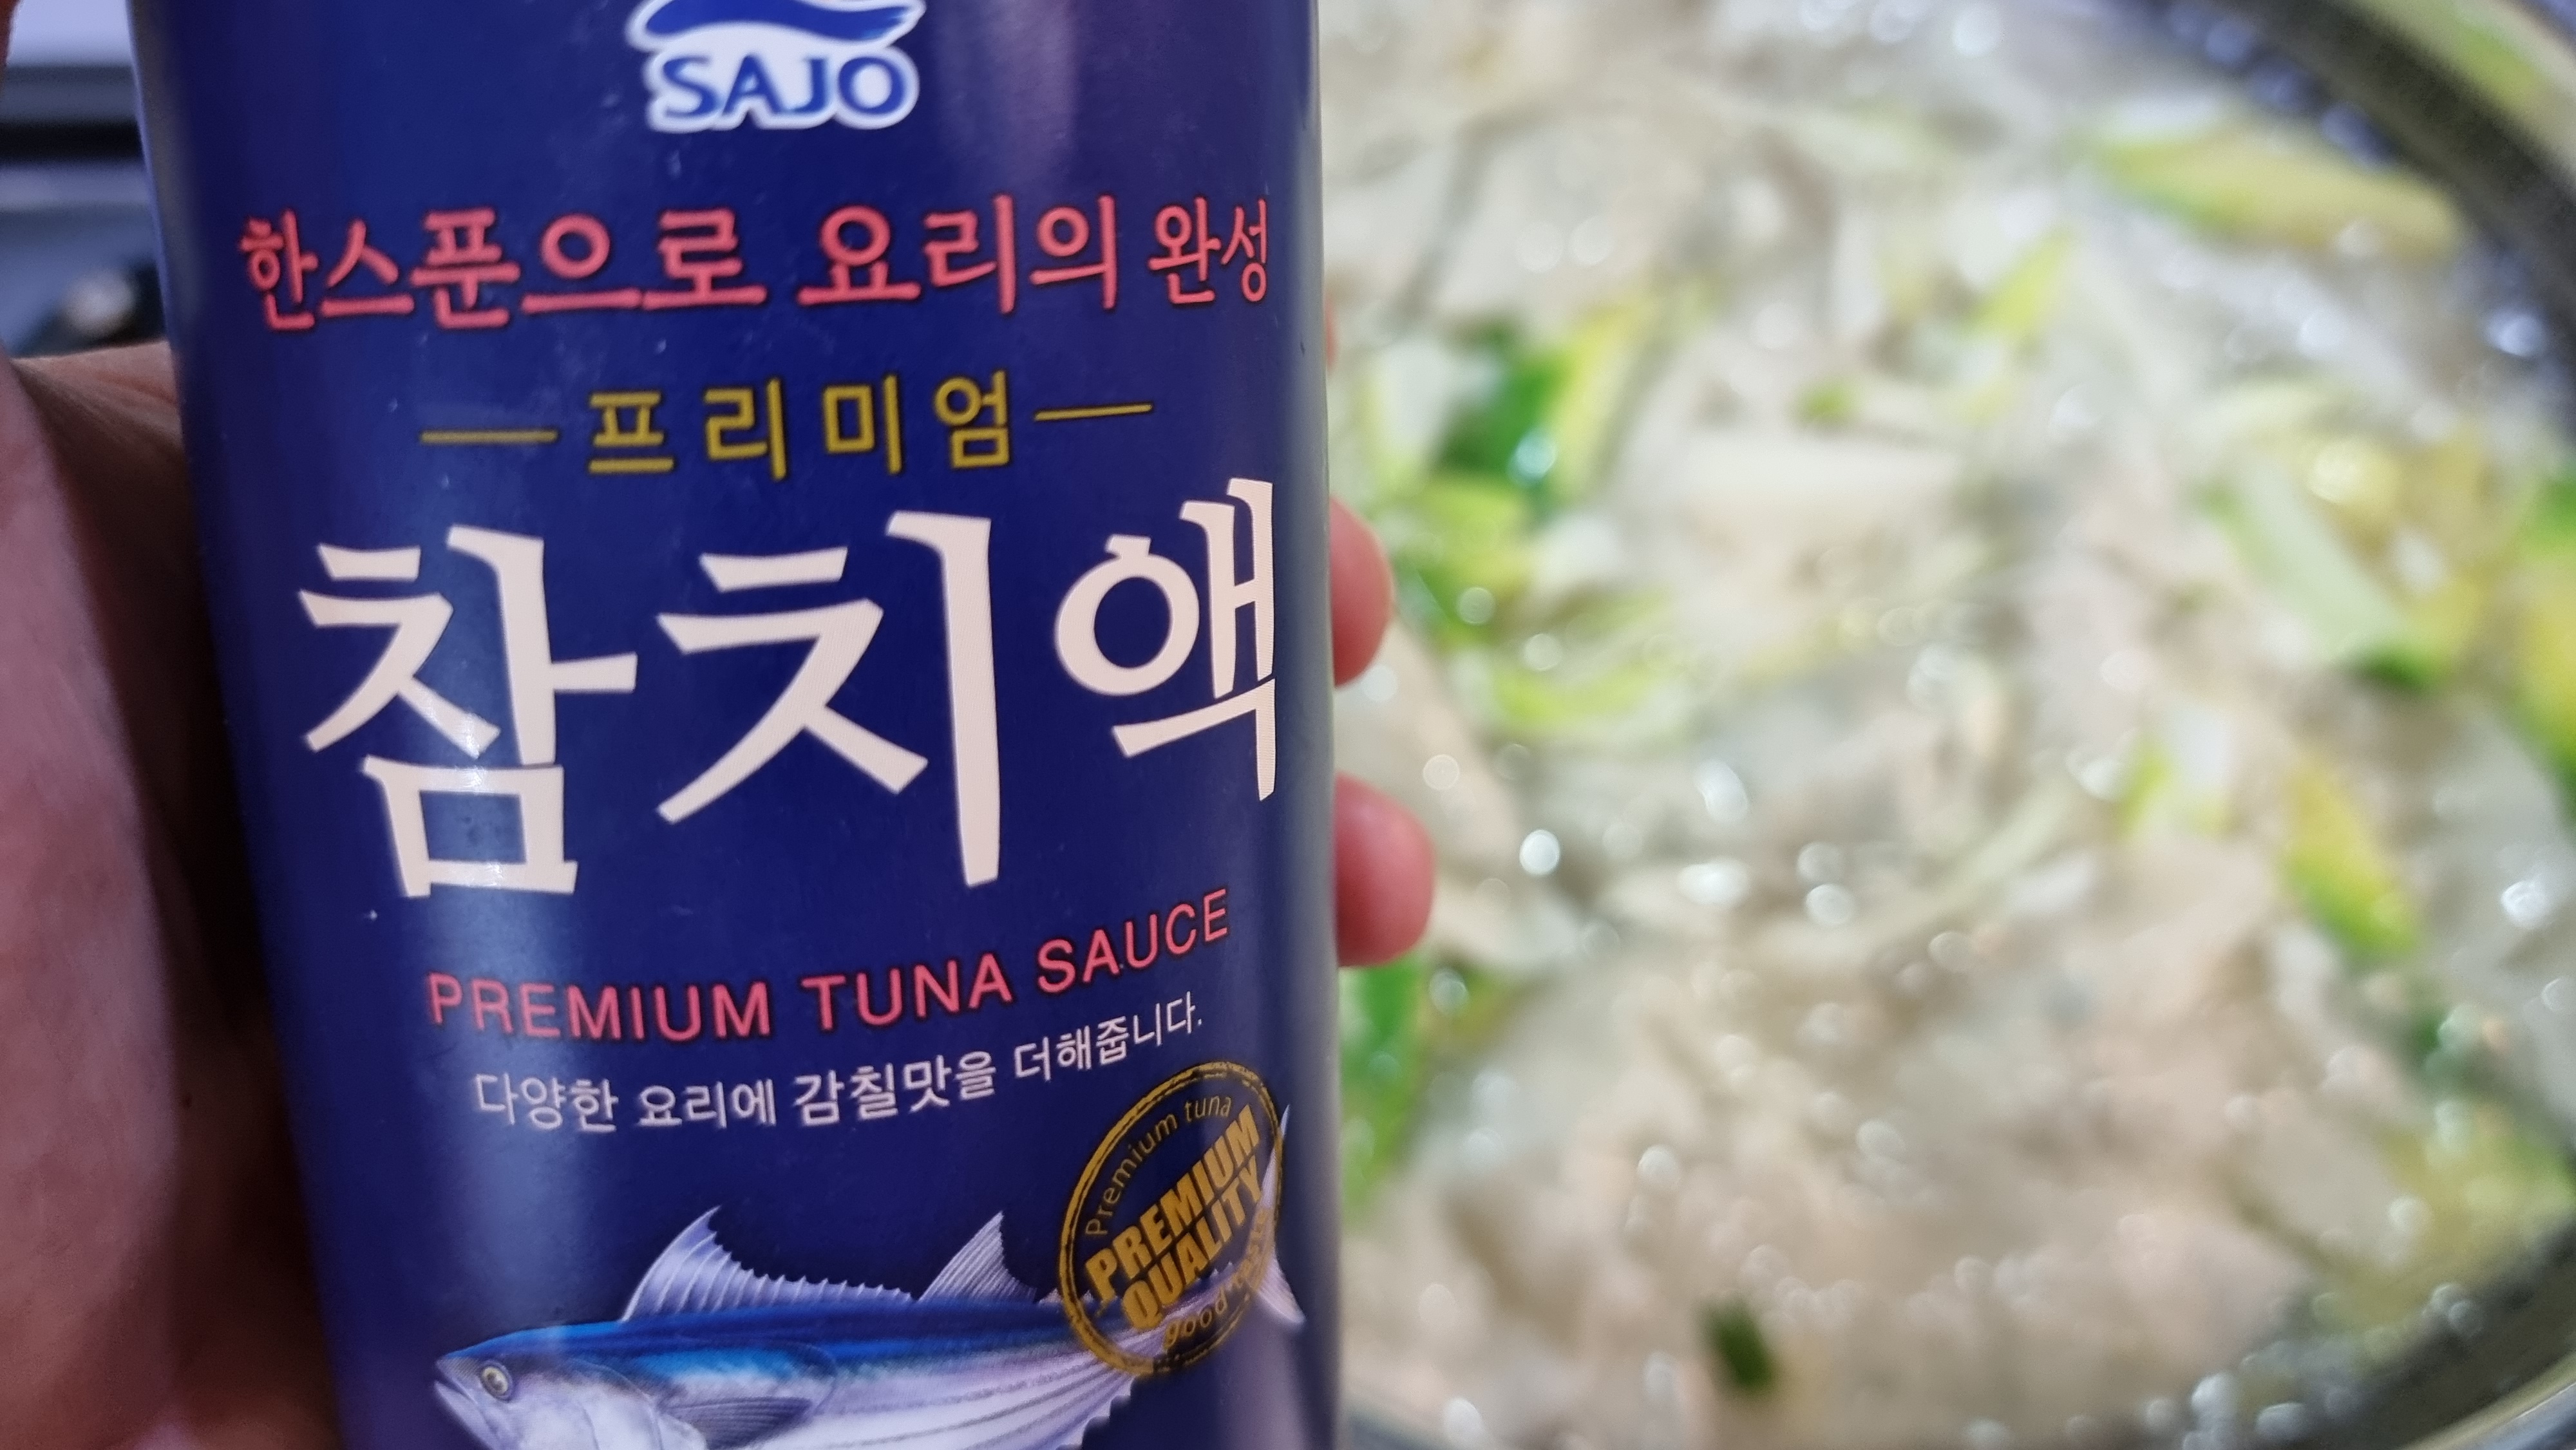 SAJO
한스푼으로 요리의 완성
프리미엄
참치액
PREMIUM TUNA SAUCE
다양한 요리에 감칠맛을 더해줍니다.
Premium tuna
PREMIUM
QUALITY
good